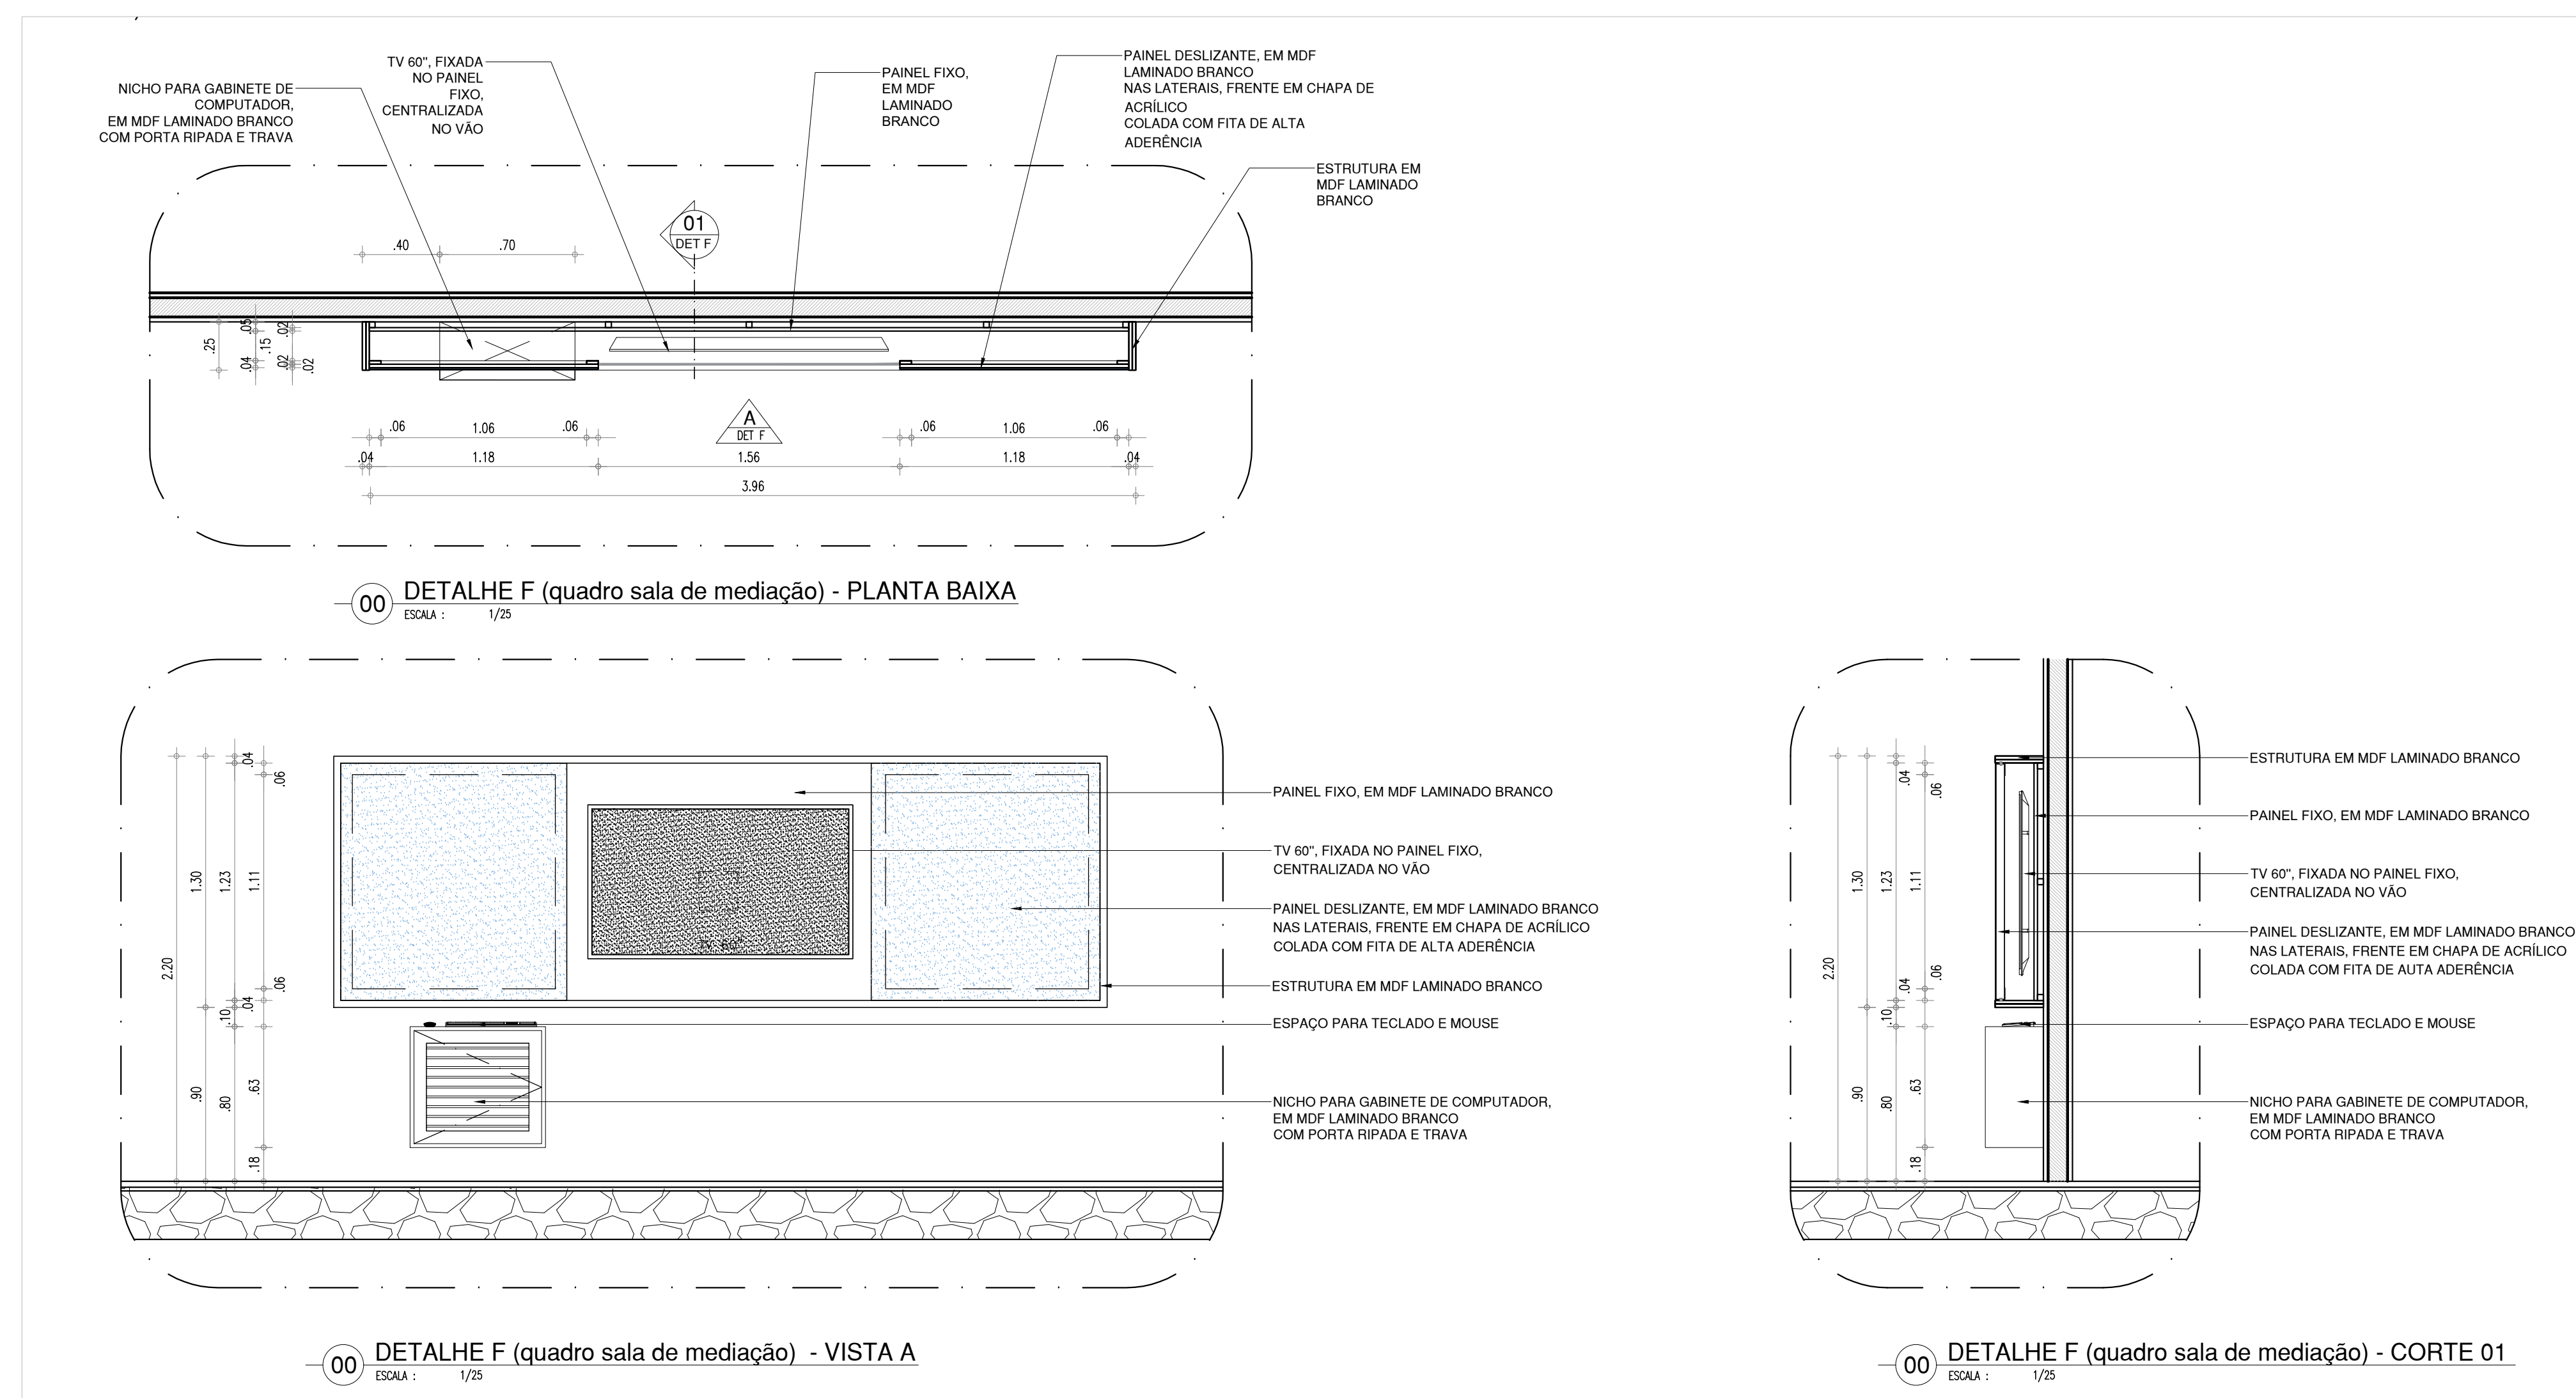 NICHO PARA GABINETE DE
COMPUTADOR,
EM MDF LAMINADO BRANCO
COM PORTA RIPADA E TRAVA
TV 60", FIXADA
NO PAINEL
FIXO,
CENTRALIZADA
NO VÃO
PAINEL FIXO,
EM MDF
LAMINADO
BRANCO
PAINEL DESLIZANTE, EM MDF
LAMINADO BRANCO
NAS LATERAIS, FRENTE EM CHAPA DE
ACRÍLICO
COLADA COM FITA DE ALTA
ADERÊNCIA
ESTRUTURA EM
MDF LAMINADO
BRANCO
.40
.70
01
DET F
.25
.05
.04
.15
.02
.02
.02
A
DET F
.06
1.06
.06
.06
1.06
.06
.04
1.18
1.56
1.18
.04
3.96
00
DETALHE F (quadro sala de mediação) - PLANTA BAIXA
ESCALA : 1/25
2.20
1.30
.90
.04
1.23
.04
.10
.80
.06
1.11
.06
.63
.18
TV 60"
PAINEL FIXO, EM MDF LAMINADO BRANCO
TV 60", FIXADA NO PAINEL FIXO,
CENTRALIZADA NO VÃO
PAINEL DESLIZANTE, EM MDF LAMINADO BRANCO
NAS LATERAIS, FRENTE EM CHAPA DE ACRÍLICO
COLADA COM FITA DE ALTA ADERÊNCIA
ESTRUTURA EM MDF LAMINADO BRANCO
ESPAÇO PARA TECLADO E MOUSE
NICHO PARA GABINETE DE COMPUTADOR,
EM MDF LAMINADO BRANCO
COM PORTA RIPADA E TRAVA
00
DETALHE F (quadro sala de mediação) - VISTA A
ESCALA : 1/25
2.20
1.30
.90
.04
1.23
.04
.10
.80
.06
1.11
.06
.63
.18
ESTRUTURA EM MDF LAMINADO BRANCO
PAINEL FIXO, EM MDF LAMINADO BRANCO
TV 60", FIXADA NO PAINEL FIXO,
CENTRALIZADA NO VÃO
PAINEL DESLIZANTE, EM MDF LAMINADO BRANCO
NAS LATERAIS, FRENTE EM CHAPA DE ACRÍLICO
COLADA COM FITA DE AUTA ADERÊNCIA
ESPAÇO PARA TECLADO E MOUSE
NICHO PARA GABINETE DE COMPUTADOR,
EM MDF LAMINADO BRANCO
COM PORTA RIPADA E TRAVA
00
DETALHE F (quadro sala de mediação) - CORTE 01
ESCALA : 1/25